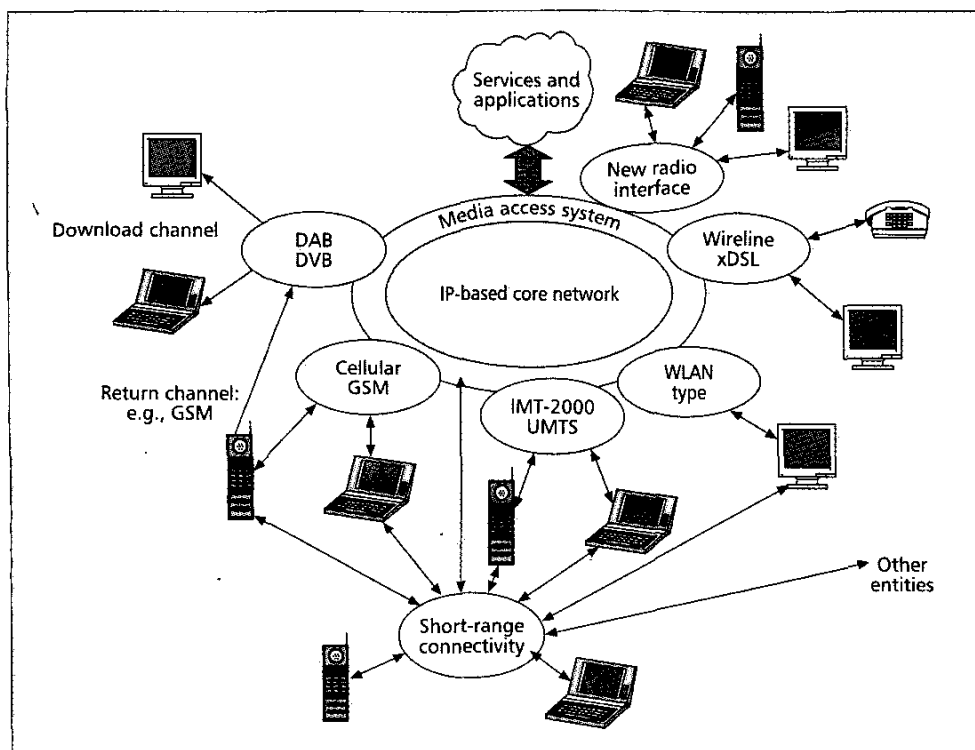 Services and
applications
New radio
interface
Media access system
Download channel
DAB
DVB
Wireline
xDSL
IP-based core network
Cellular
GSM
WLAN
type
Return channel:
e.g., GSM
IMT-2000
UMTS
Other
entities
Short-range
connectivity